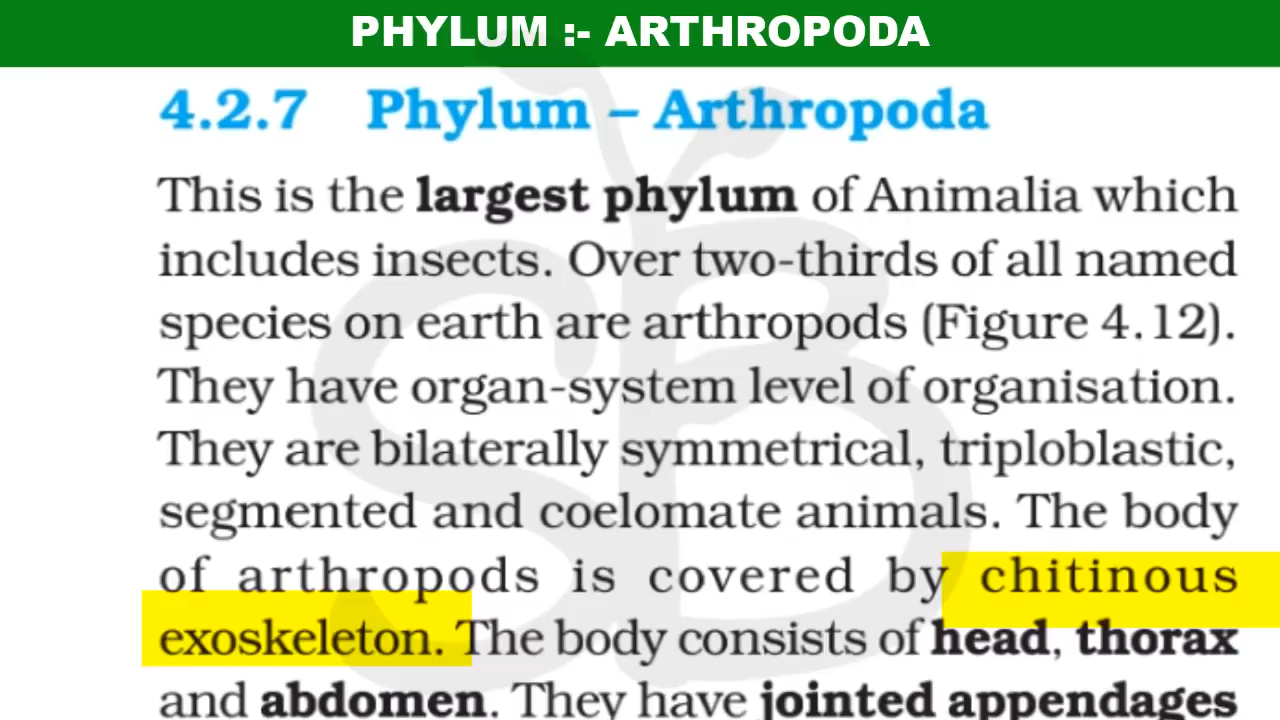 PHYLUM :- ARTHROPODA
4.2.7 Phylum – Arthropoda
This is the largest phylum of Animalia which
includes insects. Over two-thirds of all named
species on earth are arthropods (Figure 4.12).
They have organ-system level of organisation.
They are bilaterally symmetrical, triploblastic,
segmented and coelomate animals. The body
of arthropods is covered by chitinous
exoskeleton. The body consists of head, thorax
and abdomen. They have jointed appendages
SB